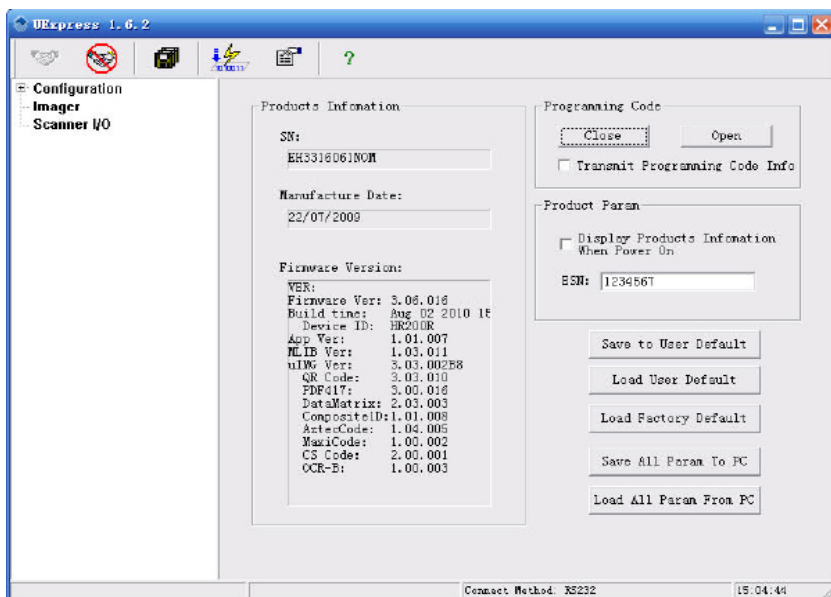 UExpress 1.6.2
?
Configuration
Imager
Scanner I/O
Products Infomation
SN:
EH3316061NOM
Manufacture Date:
22/07/2009
Firmware Version:
VER:
Firmware Ver: 3.06.016
Build time: Aug 02 2010 15
Device ID: HR200R
App Ver: 1.01.007
MLIB Ver: 1.03.011
uIMG Ver: 3.03.002B8
QR Code: 3.03.010
PDF417: 3.00.016
DataMatrix: 2.03.003
CompositeID:1.01.008
AztecCode: 1.04.005
MaxiCode: 1.00.002
CS Code: 2.00.001
OCR-B: 1.00.003
Programming Code
Close Open
Transmit Programming Code Info
Product Param
Display Products Infomation
When Power On
ESN: 1234567
Save to User Default
Load User Default
Load Factory Default
Save All Param To PC
Load All Param From PC
Connect Method: RS232 15:04:44